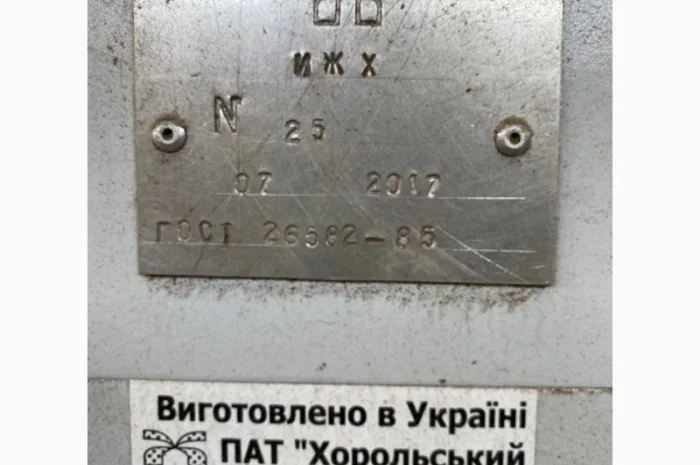 ИЖХ
N 25
07 2017
ГОСТ 26582-85
Виготовлено в Україні
ПАТ "Хорольський